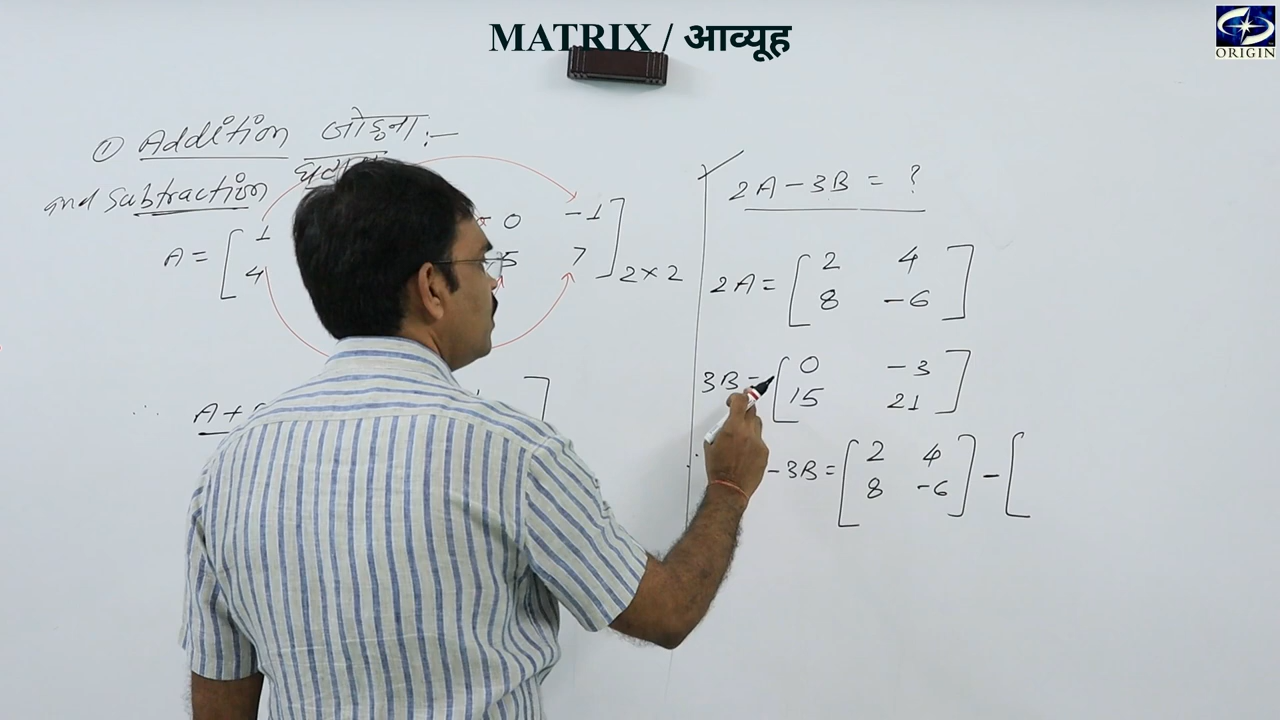 MATRIX / आव्यूह
ORIGIN
① Addition जोड़ना :-
and subtraction
A = [ 1 0 -1 ]
4 5 7 2×2
A +
2A - 3B = ?
2A = [ 2 4 ]
8 -6
3B = [ 0 -3 ]
15 21
- 3B = [ 2 4 ] - [
8 -6